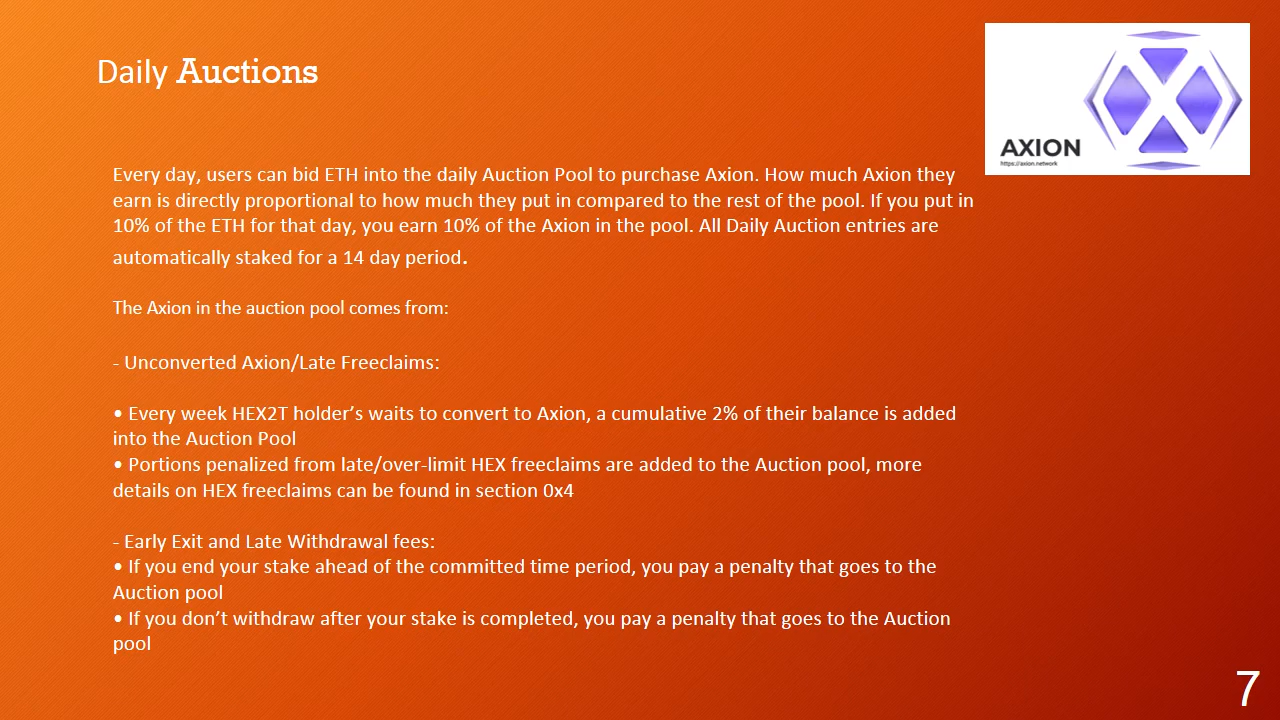 Daily Auctions
AXION
https://axion.network
Every day, users can bid ETH into the daily Auction Pool to purchase Axion. How much Axion they
earn is directly proportional to how much they put in compared to the rest of the pool. If you put in
10% of the ETH for that day, you earn 10% of the Axion in the pool. All Daily Auction entries are
automatically staked for a 14 day period.
The Axion in the auction pool comes from:
- Unconverted Axion/Late Freeclaims:
• Every week HEX2T holder’s waits to convert to Axion, a cumulative 2% of their balance is added
into the Auction Pool
• Portions penalized from late/over-limit HEX freeclaims are added to the Auction pool, more
details on HEX freeclaims can be found in section 0x4
- Early Exit and Late Withdrawal fees:
• If you end your stake ahead of the committed time period, you pay a penalty that goes to the
Auction pool
• If you don’t withdraw after your stake is completed, you pay a penalty that goes to the Auction
pool
7